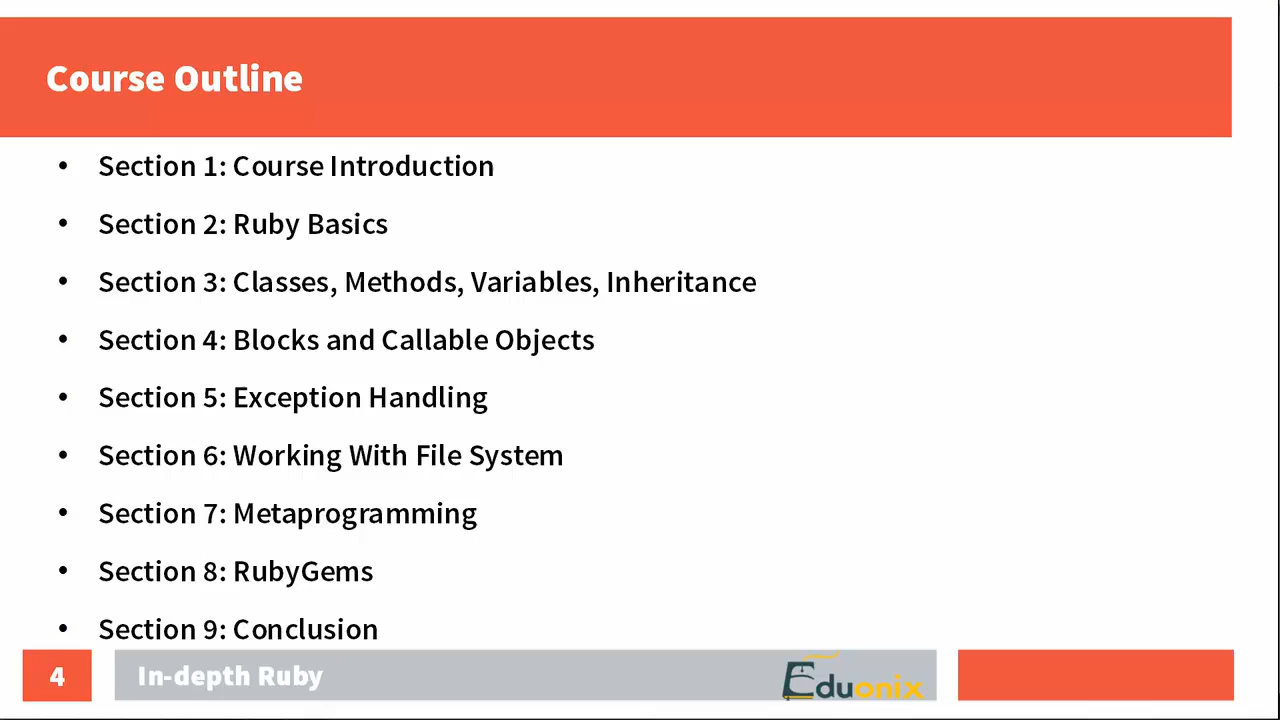 Course Outline
• Section 1: Course Introduction
• Section 2: Ruby Basics
• Section 3: Classes, Methods, Variables, Inheritance
• Section 4: Blocks and Callable Objects
• Section 5: Exception Handling
• Section 6: Working With File System
• Section 7: Metaprogramming
• Section 8: RubyGems
• Section 9: Conclusion
4 In-depth Ruby Eduonix